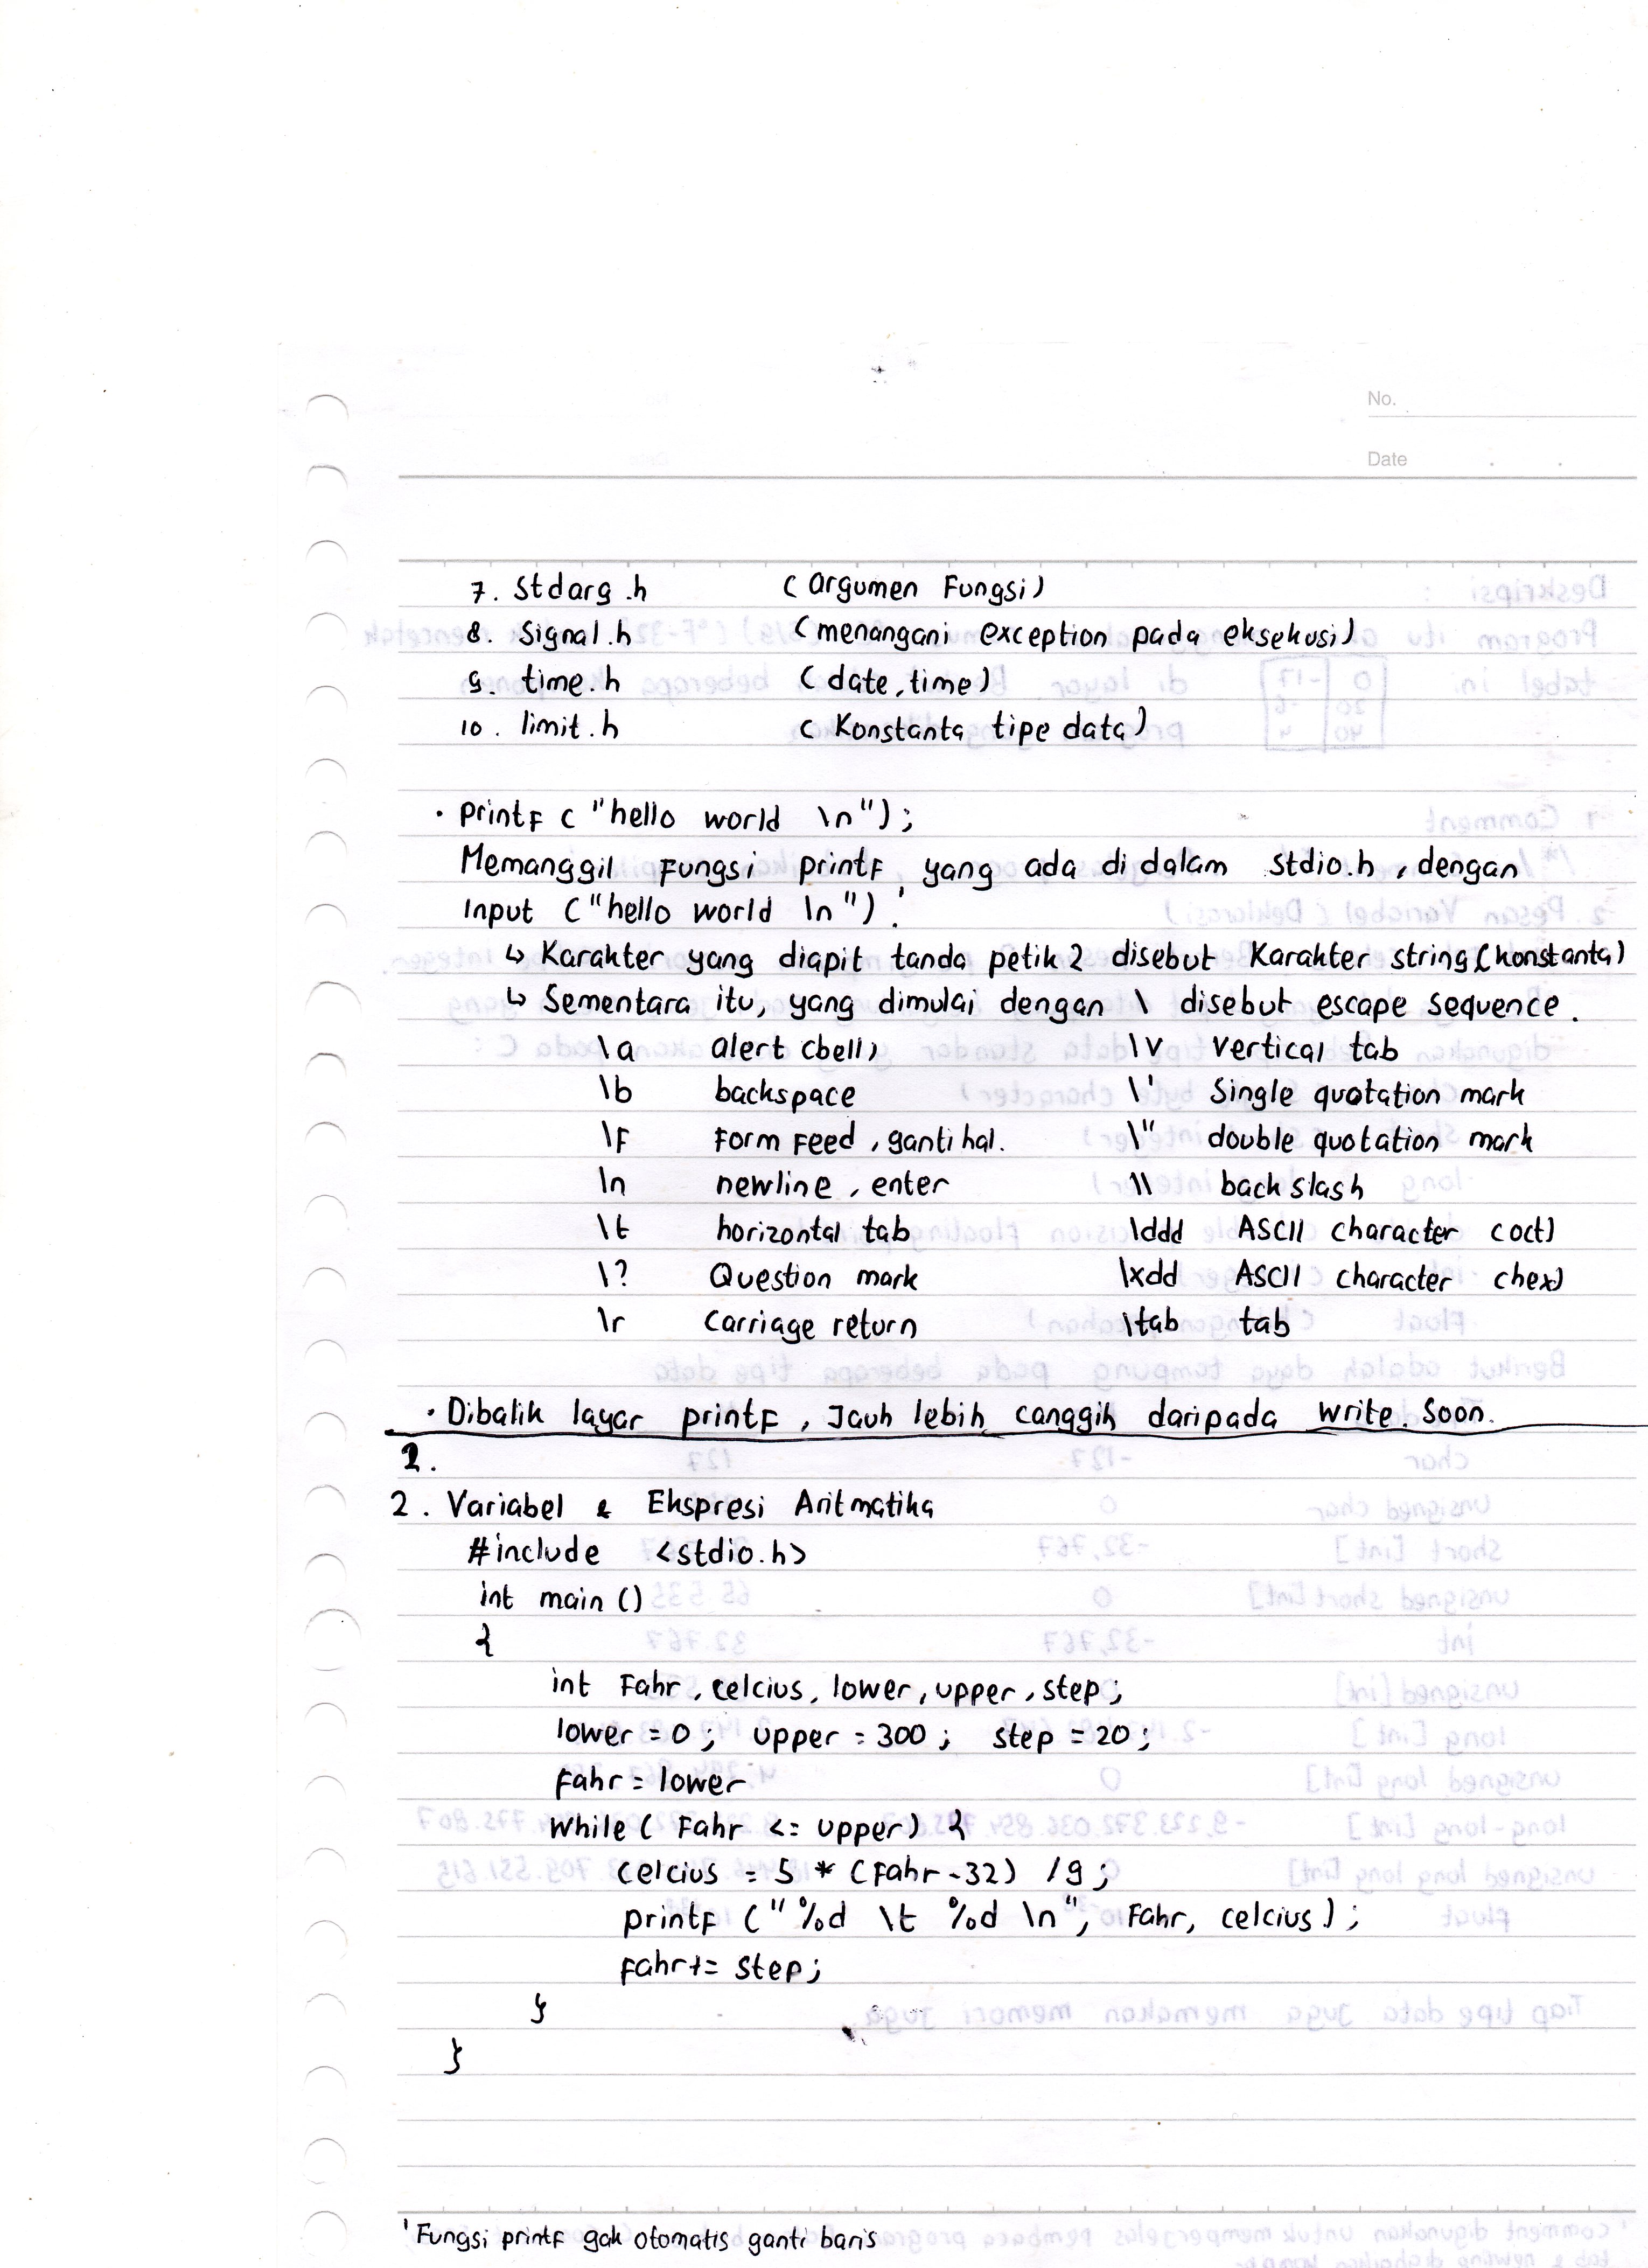 No.
Date
7. Stdarg.h (Argumen Fungsi)
8. Signal.h (menangani exception pada eksekusi)
9. time.h (date, time)
10. limit.h (Konstanta tipe data)
· printf ("hello world \n");
Memanggil fungsi printf yang ada di dalam stdio.h, dengan
Input ("hello world \n").¹
↳ Karakter yang diapit tanda petik 2 disebut Karakter string (konstanta)
↳ Sementara itu, yang dimulai dengan \ disebut escape sequence.
\a alert (bell) \v vertical tab
\b backspace \' Single quotation mark
\f Form Feed, ganti hal. \" double quotation mark
\n newline, enter \\ backslash
\t horizontal tab \ddd ASCII character (oct)
\? Question mark \xdd ASCII character (hex)
\r Carriage return \tab tab
· Dibalik layar printf, Jauh lebih canggih daripada write. Soon.
2.
2. Variabel & Ekspresi Aritmatika
#include <stdio.h>
int main ()
{
int Fahr, celcius, lower, upper, step;
lower = 0; upper = 300; step = 20;
fahr = lower
while ( Fahr <= upper) {
celcius = 5 * (Fahr-32) /9;
printf (" %d \t %d \n", Fahr, celcius);
fahr+= step;
}
}
¹ Fungsi printf gak otomatis ganti baris